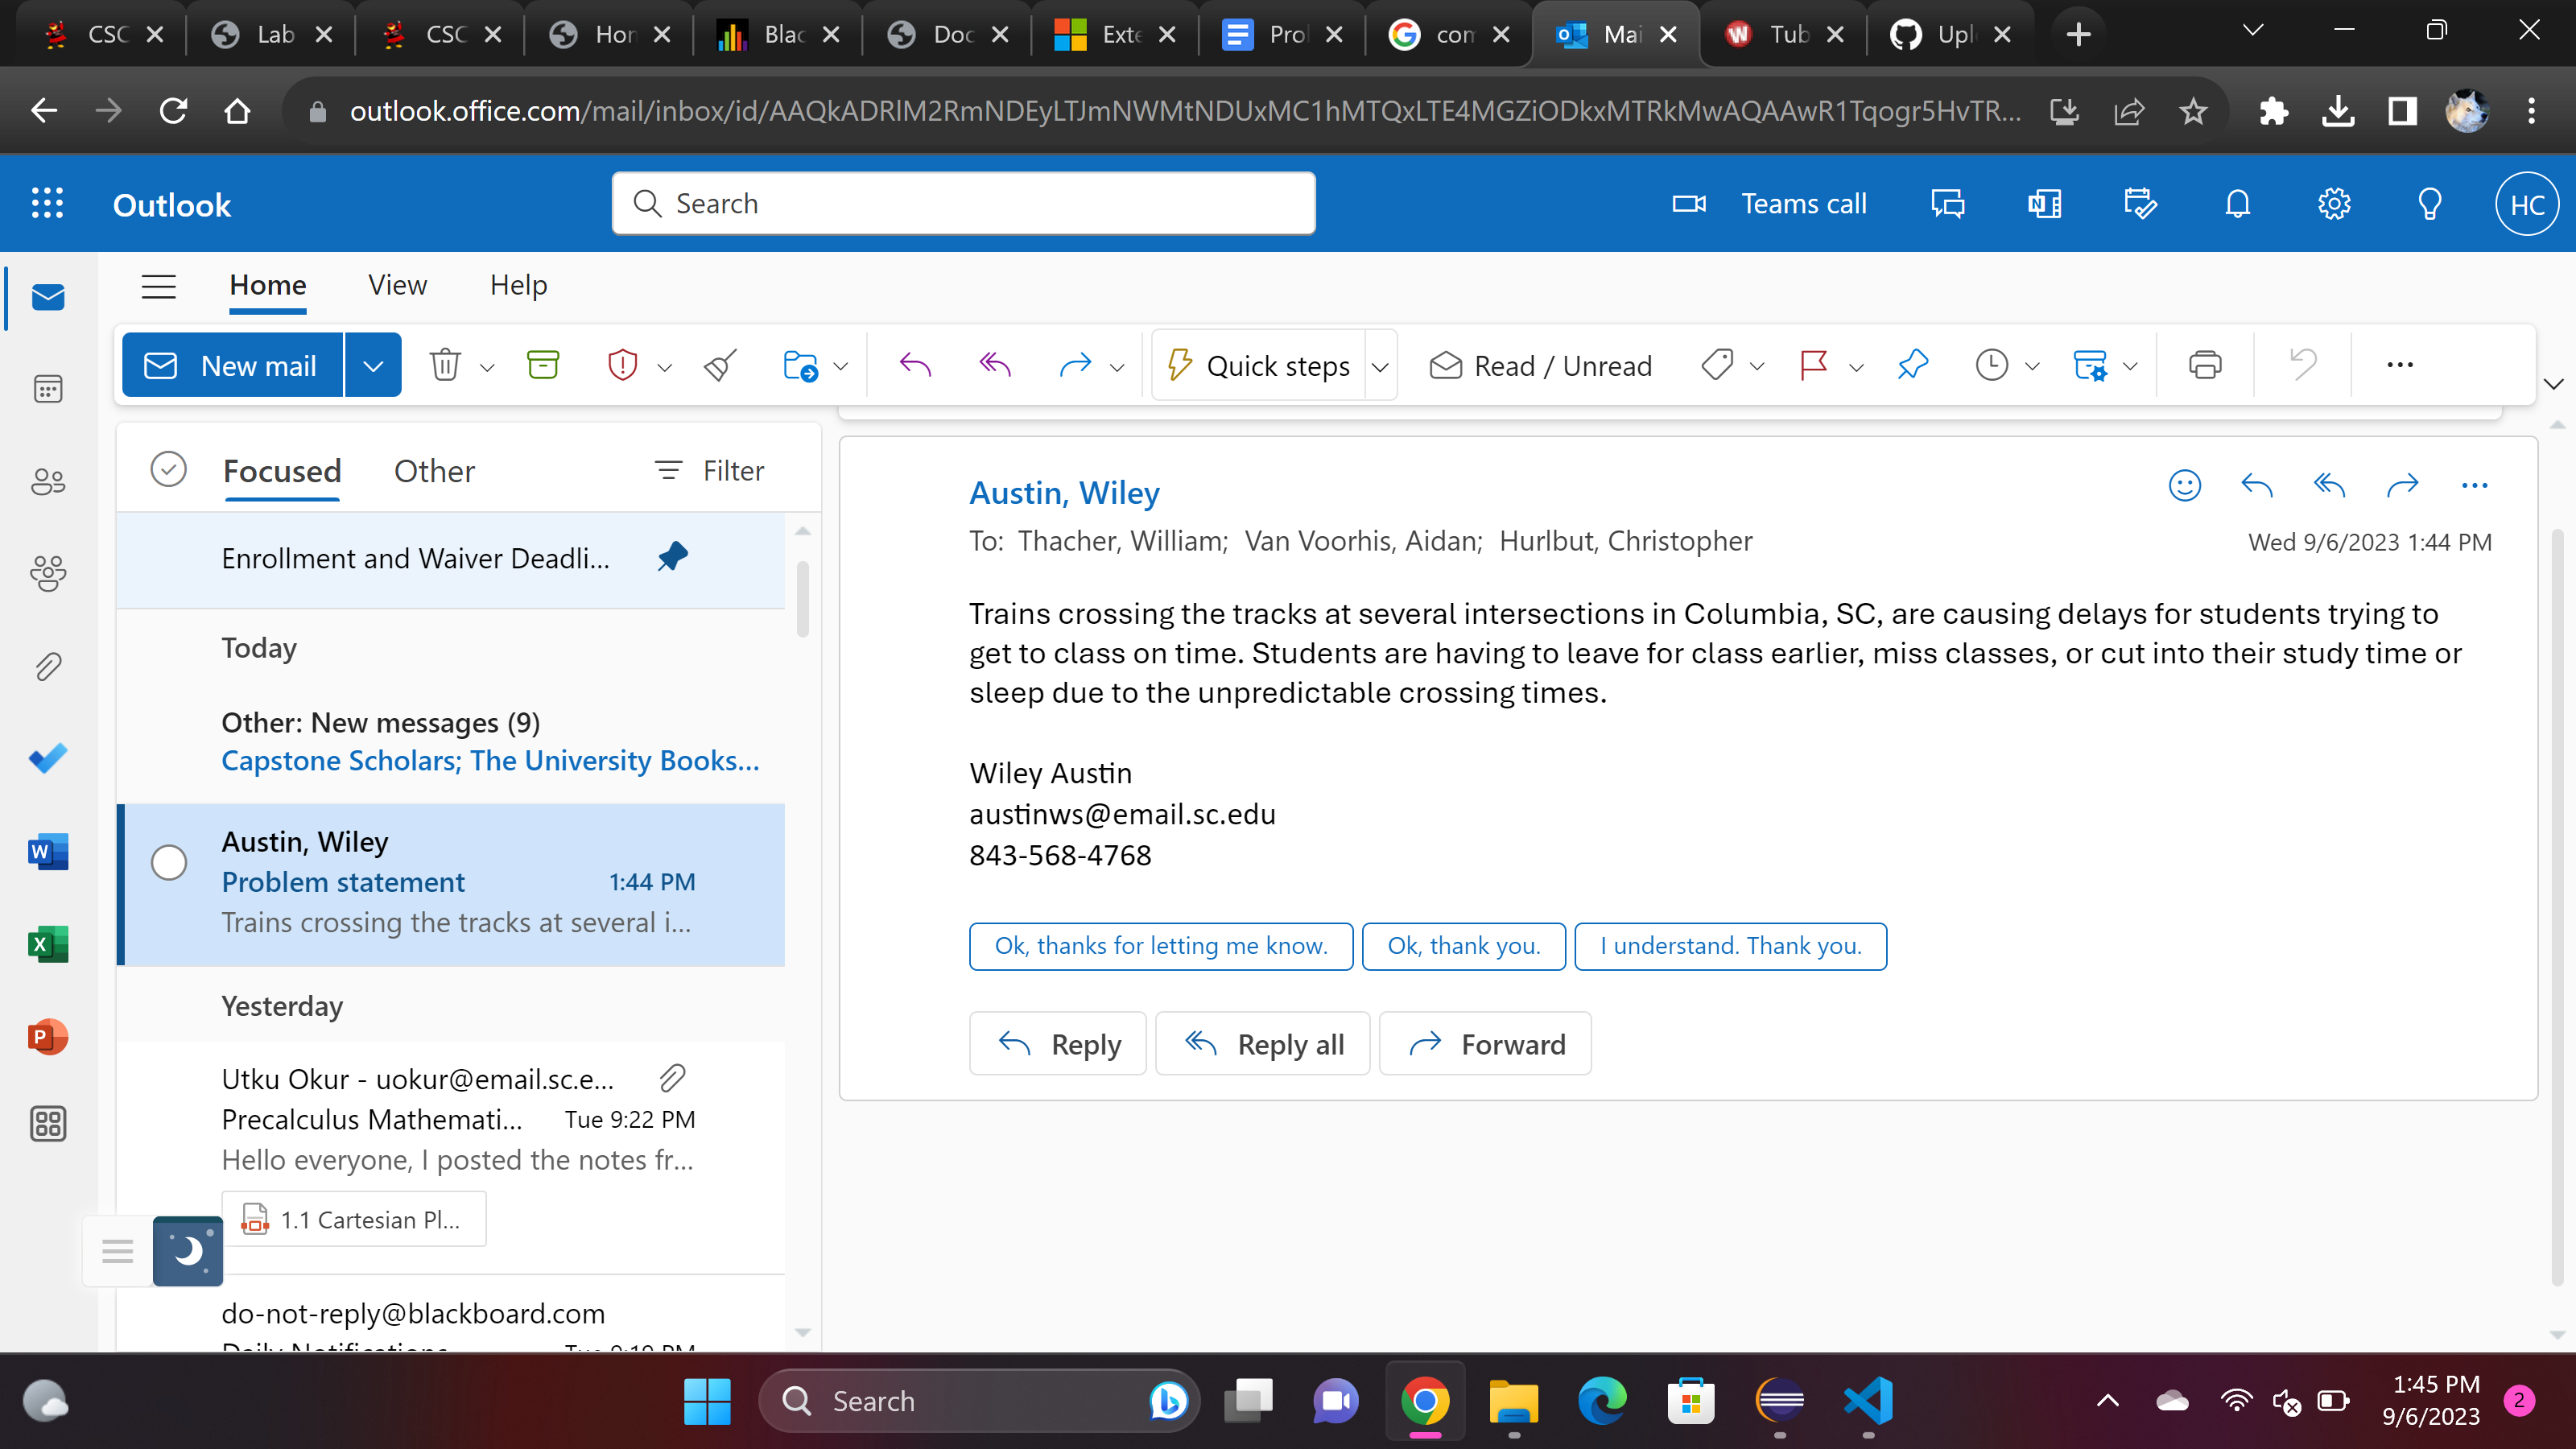 CSC
Lab
CSC
Hor
Blac
Doc
Exte
Pro
com
Mai
Tub
Upl
outlook.office.com/mail/inbox/id/AAQkADRlM2RmNDEyLTJmNWMtNDUxMC1hMTQxLTE4MGZiODkxMTRkMwAQAAwR1Tqogr5HvTR...
Outlook
Search
Teams call
HC
Home
View
Help
New mail
Quick steps
Read / Unread
Focused
Other
Filter
Enrollment and Waiver Deadli...
Today
Other: New messages (9)
Capstone Scholars; The University Books...
Austin, Wiley
Problem statement
1:44 PM
Trains crossing the tracks at several i...
Yesterday
Utku Okur - uokur@email.sc.e...
Precalculus Mathemati...
Tue 9:22 PM
Hello everyone, I posted the notes fr...
1.1 Cartesian Pl...
do-not-reply@blackboard.com
Daily Notifications
Tue 9:19 PM
Austin, Wiley
To: Thacher, William; Van Voorhis, Aidan; Hurlbut, Christopher
Wed 9/6/2023 1:44 PM
Trains crossing the tracks at several intersections in Columbia, SC, are causing delays for students trying to
get to class on time. Students are having to leave for class earlier, miss classes, or cut into their study time or
sleep due to the unpredictable crossing times.
Wiley Austin
austinws@email.sc.edu
843-568-4768
Ok, thanks for letting me know.
Ok, thank you.
I understand. Thank you.
Reply
Reply all
Forward
Search
1:45 PM
9/6/2023
2